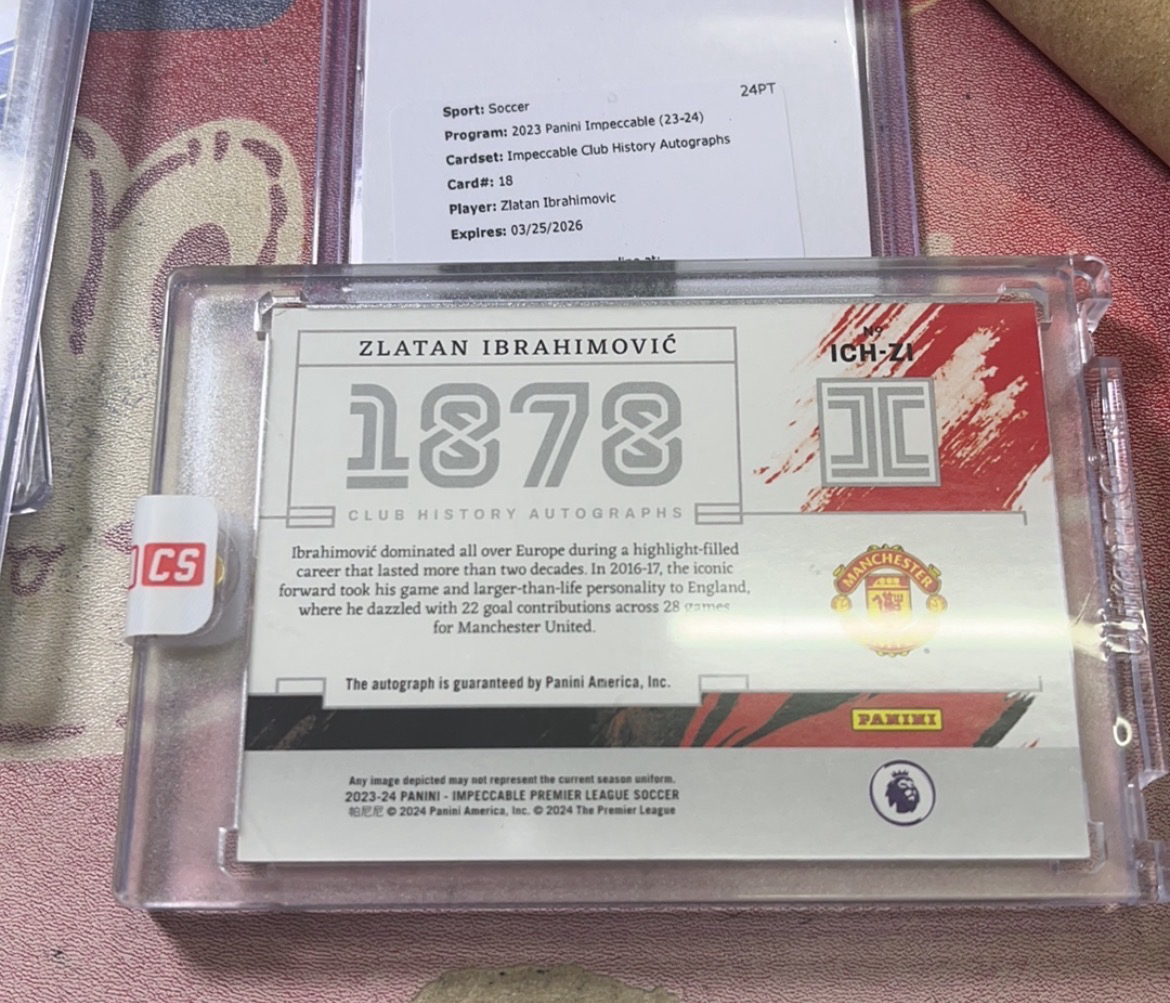 24PT
Sport: Soccer
Program: 2023 Panini Impeccable (23-24)
Cardset: Impeccable Club History Autographs
Card#: 18
Player: Zlatan Ibrahimovic
Expires: 03/25/2026
ZLATAN IBRAHIMOVIĆ
Nº
ICH-ZI
1878
CLUB HISTORY AUTOGRAPHS
CS
Ibrahimović dominated all over Europe during a highlight-filled
career that lasted more than two decades. In 2016-17, the iconic
forward took his game and larger-than-life personality to England,
where he dazzled with 22 goal contributions across 28 games
for Manchester United.
MANCHESTER
UNITED
The autograph is guaranteed by Panini America, Inc.
PANINI
Any image depicted may not represent the current season uniform.
2023-24 PANINI - IMPECCABLE PREMIER LEAGUE SOCCER
帕尼尼 © 2024 Panini America, Inc. © 2024 The Premier League